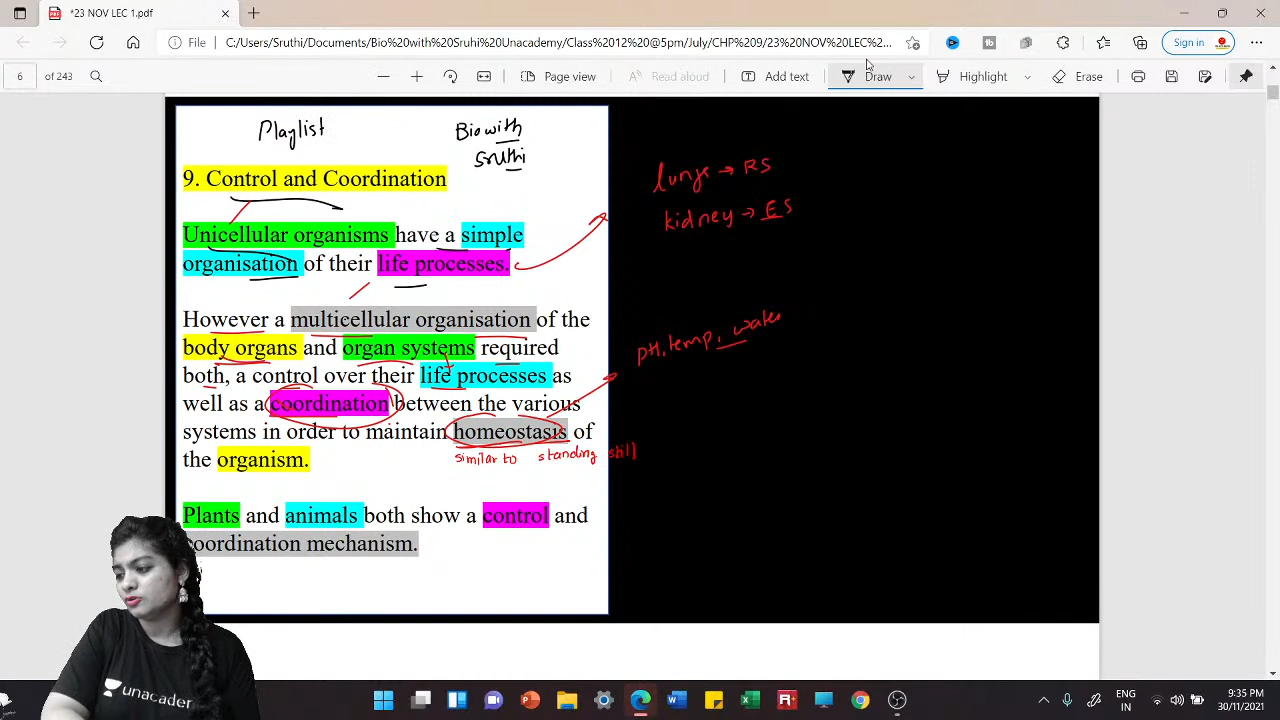 *23 NOV LEC 1.pdf
File
C:/Users/Sruthi/Documents/Bio%20with%20Sruhi%20Unacademy/Class%2012%20@5pm/July/CHP%209/23%20NOV%20LEC%2...
Sign in
6 of 243
Page view
Read aloud
Add text
Draw
Highlight
Erase
Playlist
Bio with
Sruthi
9. Control and Coordination
Unicellular organisms have a simple
organisation of their life processes.
lungs → RS
kidney → ES
However a multicellular organisation of the
body organs and organ systems required
both, a control over their life processes as
well as a coordination between the various
systems in order to maintain homeostasis of
the organism.
pH, temp, water
similar to standing still
Plants and animals both show a control and
coordination mechanism.
unacade
ENG
IN
9:35 PM
30/11/2021